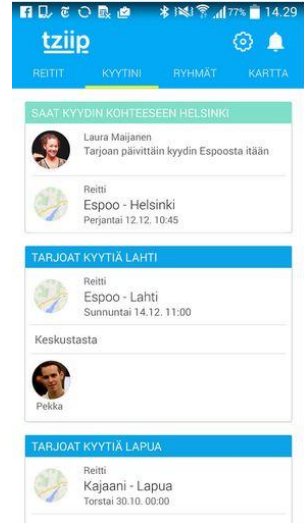 77% 14.29
tziip
REITIT KYYTINI RYHMÄT KARTTA
SAAT KYYDIN KOHTEESEEN HELSINKI
Laura Maijanen
Tarjoan päivittäin kyydin Espoosta itään
Reitti
Espoo - Helsinki
Perjantai 12.12. 10:45
TARJOAT KYYTIÄ LAHTI
Reitti
Espoo - Lahti
Sunnuntai 14.12. 11:00
Keskustasta
Pekka
TARJOAT KYYTIÄ LAPUA
Reitti
Kajaani - Lapua
Torstai 30.10. 00:00